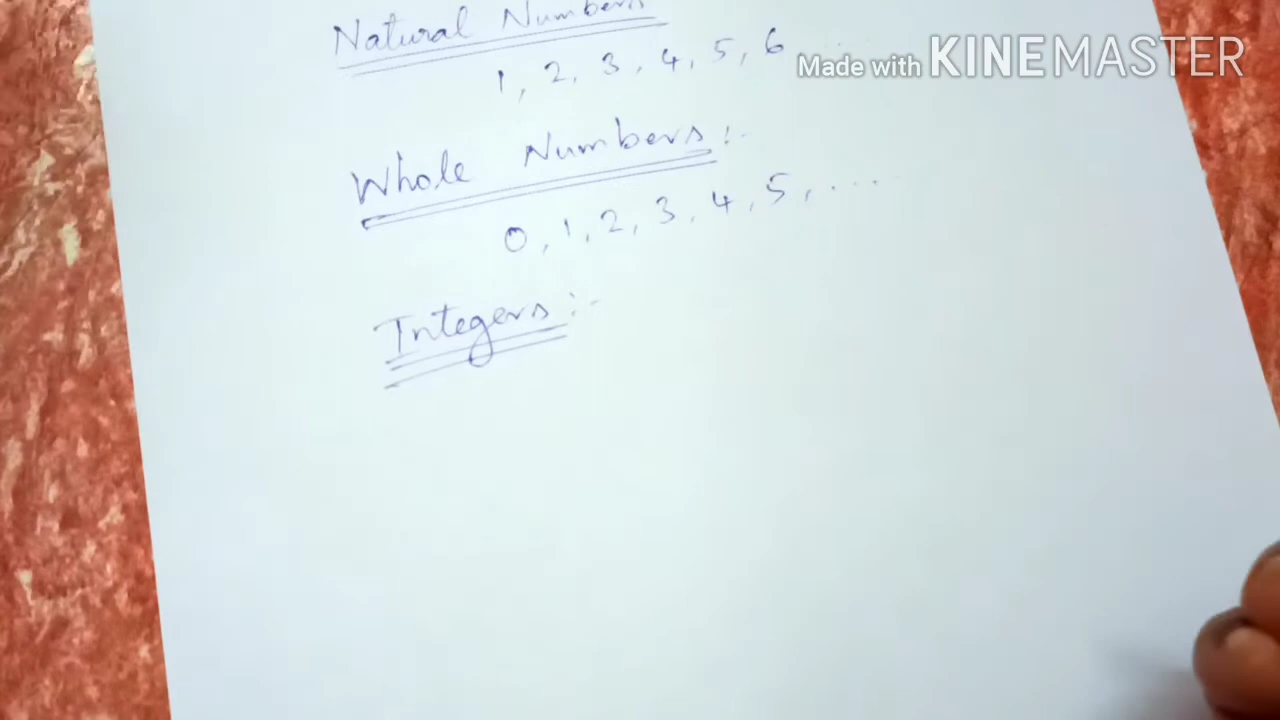 Natural Numbers
1, 2, 3, 4, 5, 6
Made with KINEMASTER
Whole Numbers :-
0, 1, 2, 3, 4, 5, ....
Integers :-